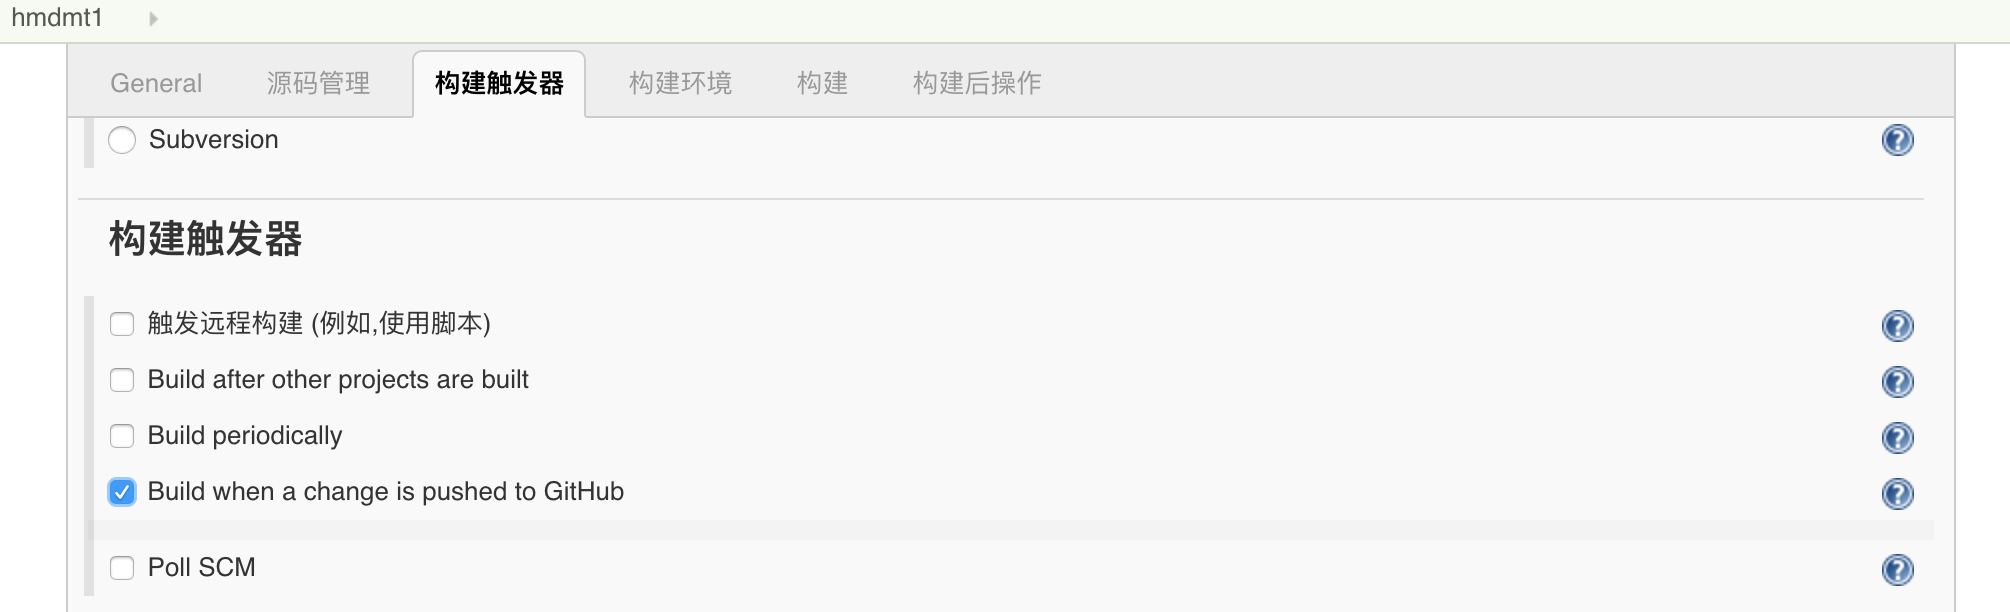 hmdmt1
General 源码管理 构建触发器 构建环境 构建 构建后操作
Subversion
构建触发器
触发远程构建 (例如,使用脚本)
Build after other projects are built
Build periodically
Build when a change is pushed to GitHub
Poll SCM